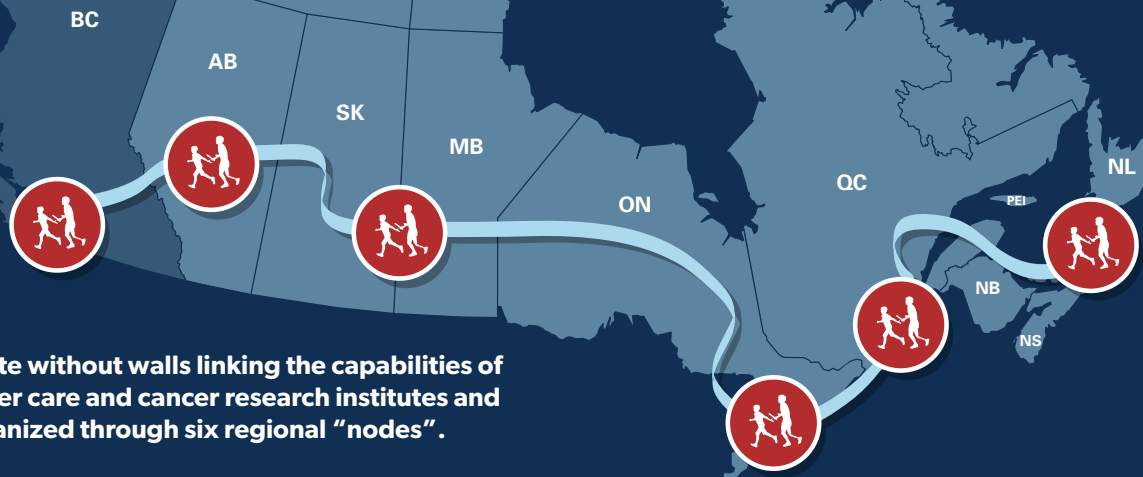 BC
AB
SK
MB
ON
QC
NL
PEI
NB
NS
te without walls linking the capabilities of
er care and cancer research institutes and
anized through six regional “nodes”.